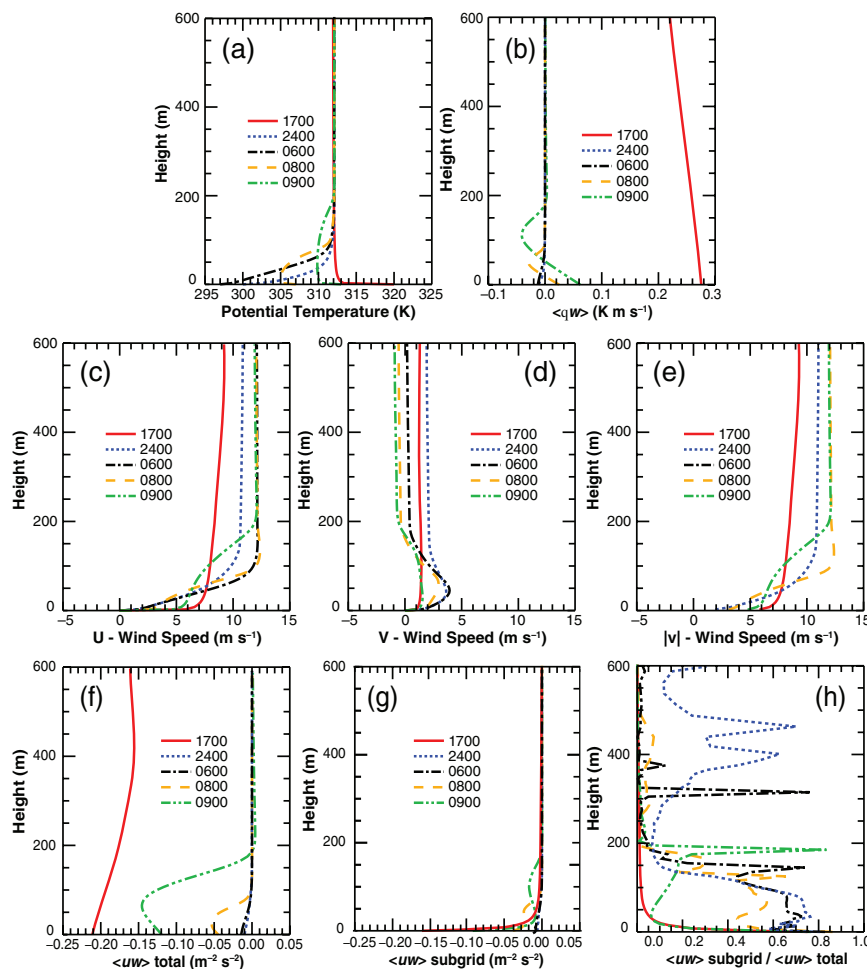 (a)
600
400
200
0
Height (m)
1700
2400
0600
0800
0900
295 300 305 310 315 320 325
Potential Temperature (K)
(b)
600
400
200
0
Height (m)
1700
2400
0600
0800
0900
−0.1 0.0 0.1 0.2 0.3
<qw> (K m s⁻¹)
(c)
600
400
200
0
Height (m)
1700
2400
0600
0800
0900
−5 0 5 10 15
U - Wind Speed (m s⁻¹)
(d)
600
400
200
0
Height (m)
1700
2400
0600
0800
0900
−5 0 5 10 15
V - Wind Speed (m s⁻¹)
(e)
600
400
200
0
Height (m)
1700
2400
0600
0800
0900
−5 0 5 10 15
|v| - Wind Speed (m s⁻¹)
(f)
600
400
200
0
Height (m)
1700
2400
0600
0800
0900
−0.25 −0.20 −0.15 −0.10 −0.05 −0.00 0.05
<uw> total (m⁻² s⁻²)
(g)
600
400
200
0
Height (m)
1700
2400
0600
0800
0900
−0.25 −0.20 −0.15 −0.10 −0.05 −0.00 0.05
<uw> subgrid (m⁻² s⁻²)
(h)
600
400
200
0
Height (m)
0.0 0.2 0.4 0.6 0.8 1.0
<uw> subgrid / <uw> total